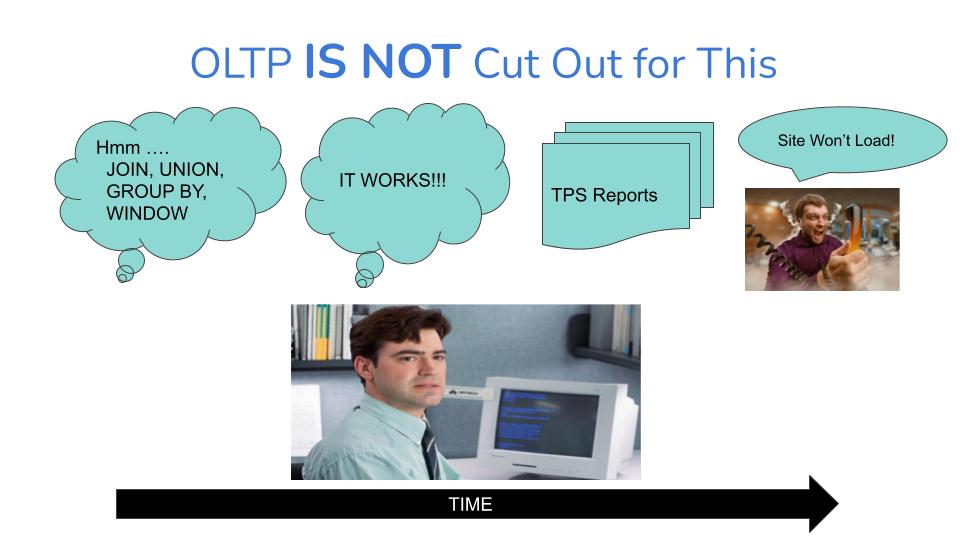 OLTP IS NOT Cut Out for This
Hmm ….
JOIN, UNION,
GROUP BY,
WINDOW
IT WORKS!!!
TPS Reports
Site Won’t Load!
TIME